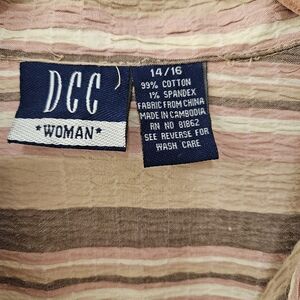 DCC
*WOMAN*
14/16
99% COTTON
1% SPANDEX
FABRIC FROM CHINA
MADE IN CAMBODIA
RN NO 81862
SEE REVERSE FOR
WASH CARE